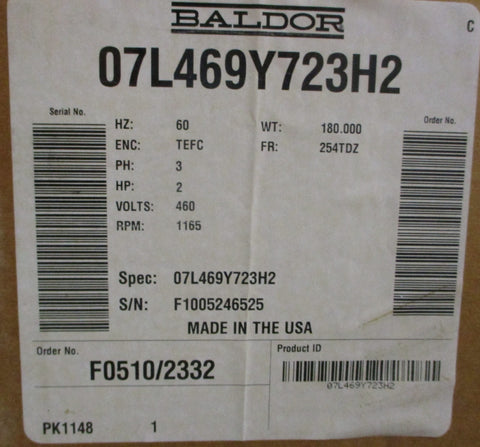 BALDOR
C
07L469Y723H2
Serial No.
Order No.
HZ: 60 WT: 180.000
ENC: TEFC FR: 254TDZ
PH: 3
HP: 2
VOLTS: 460
RPM: 1165
Spec: 07L469Y723H2
S/N: F1005246525
MADE IN THE USA
Order No.
F0510/2332
Product ID
07L469Y723H2
PK1148 1